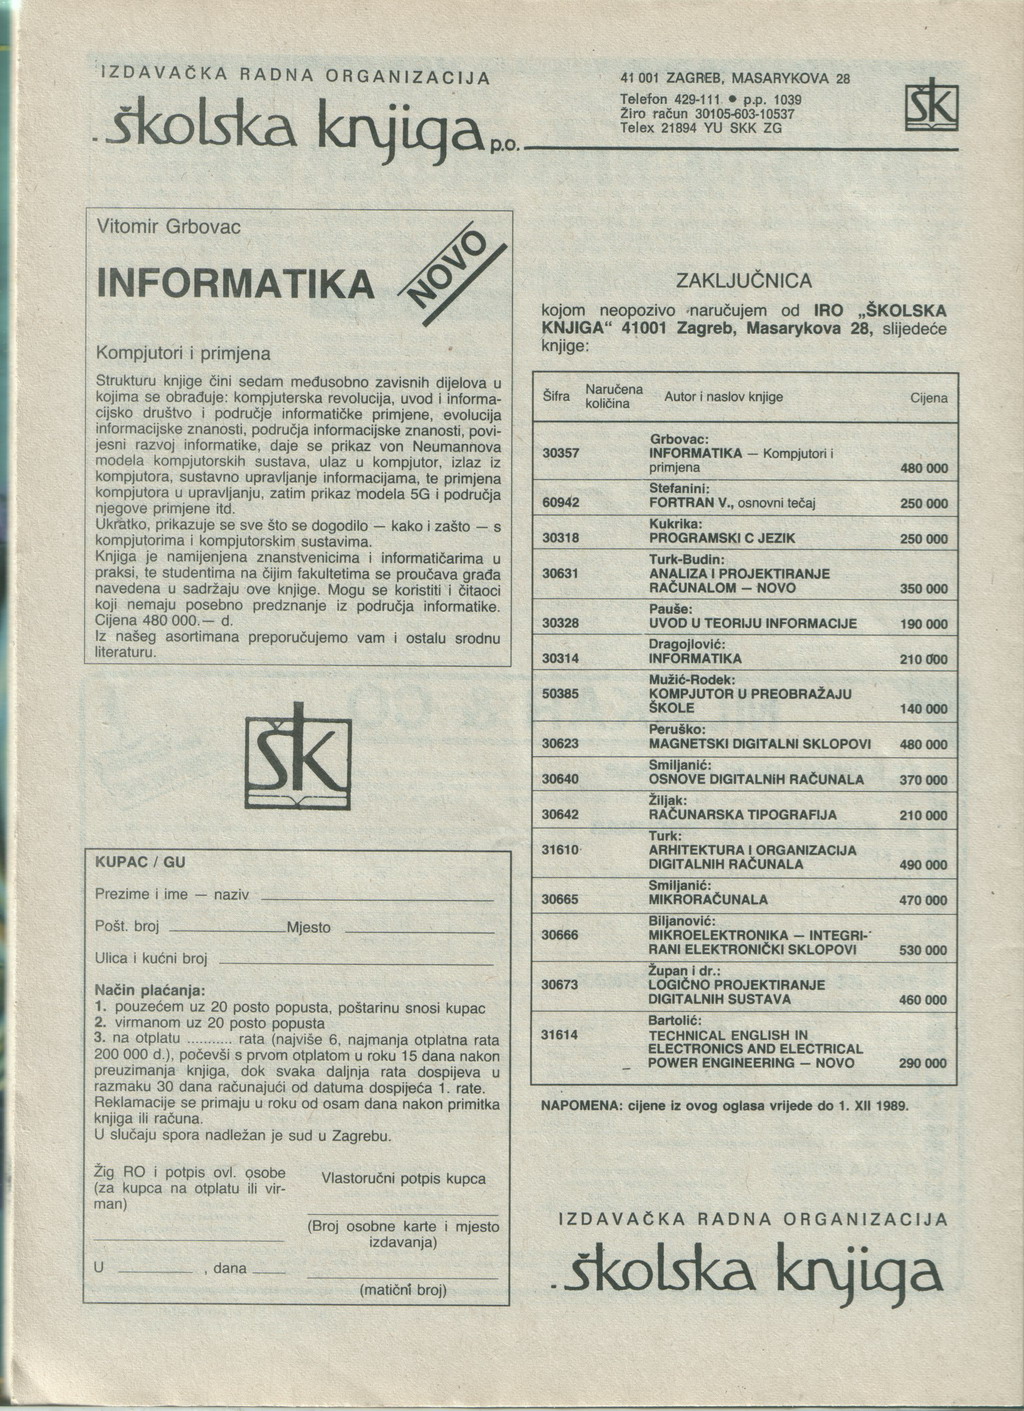 IZDAVAČKA RADNA ORGANIZACIJA
školska knjiga p.o.
41 001 ZAGREB, MASARYKOVA 28
Telefon 429-111 • p.p. 1039
Žiro račun 30105-603-10537
Telex 21894 YU SKK ZG
šk
Vitomir Grbovac
INFORMATIKA
NOVO
Kompjutori i primjena
Strukturu knjige čini sedam međusobno zavisnih dijelova u
kojima se obrađuje: kompjuterska revolucija, uvod i informa-
cijsko društvo i područje informatičke primjene, evolucija
informacijske znanosti, područja informacijske znanosti, povi-
jesni razvoj informatike, daje se prikaz von Neumannova
modela kompjutorskih sustava, ulaz u kompjutor, izlaz iz
kompjutora, sustavno upravljanje informacijama, te primjena
kompjutora u upravljanju, zatim prikaz modela 5G i područja
njegove primjene itd.
Ukratko, prikazuje se sve što se dogodilo — kako i zašto — s
kompjutorima i kompjutorskim sustavima.
Knjiga je namijenjena znanstvenicima i informatičarima u
praksi, te studentima na čijim fakultetima se proučava građa
navedena u sadržaju ove knjige. Mogu se koristiti i čitaoci
koji nemaju posebno predznanje iz područja informatike.
Cijena 480 000.— d.
Iz našeg asortimana preporučujemo vam i ostalu srodnu
literaturu.
šk
KUPAC / GU
Prezime i ime — naziv
Pošt. broj Mjesto
Ulica i kućni broj
Način plaćanja:
1. pouzećem uz 20 posto popusta, poštarinu snosi kupac
2. virmanom uz 20 posto popusta
3. na otplatu ........... rata (najviše 6, najmanja otplatna rata
200 000 d.), počevši s prvom otplatom u roku 15 dana nakon
preuzimanja knjiga, dok svaka daljnja rata dospijeva u
razmaku 30 dana računajući od datuma dospijeća 1. rate.
Reklamacije se primaju u roku od osam dana nakon primitka
knjiga ili računa.
U slučaju spora nadležan je sud u Zagrebu.
Žig RO i potpis ovl. osobe
(za kupca na otplatu ili vir-
man)
Vlastoručni potpis kupca
(Broj osobne karte i mjesto
izdavanja)
U , dana
(matični broj)
ZAKLJUČNICA
kojom neopozivo naručujem od IRO „ŠKOLSKA
KNJIGA“ 41001 Zagreb, Masarykova 28, slijedeće
knjige:
Šifra Naručena količina Autor i naslov knjige Cijena
Grbovac:
30357 INFORMATIKA — Kompjutori i
primjena 480 000
Stefanini:
60942 FORTRAN V., osnovni tečaj 250 000
Kukrika:
30318 PROGRAMSKI C JEZIK 250 000
Turk-Budin:
30631 ANALIZA I PROJEKTIRANJE
RAČUNALOM — NOVO 350 000
Pauše:
30328 UVOD U TEORIJU INFORMACIJE 190 000
Dragojlović:
30314 INFORMATIKA 210 000
Mužić-Rodek:
50385 KOMPJUTOR U PREOBRAŽAJU
ŠKOLE 140 000
Peruško:
30623 MAGNETSKI DIGITALNI SKLOPOVI 480 000
Smiljanić:
30640 OSNOVE DIGITALNIH RAČUNALA 370 000
Žiljak:
30642 RAČUNARSKA TIPOGRAFIJA 210 000
Turk:
31610 ARHITEKTURA I ORGANIZACIJA
DIGITALNIH RAČUNALA 490 000
Smiljanić:
30665 MIKRORAČUNALA 470 000
Biljanović:
30666 MIKROELEKTRONIKA — INTEGRI-
RANI ELEKTRONIČKI SKLOPOVI 530 000
Župan i dr.:
30673 LOGIČNO PROJEKTIRANJE
DIGITALNIH SUSTAVA 460 000
Bartolić:
31614 TECHNICAL ENGLISH IN
ELECTRONICS AND ELECTRICAL
POWER ENGINEERING — NOVO 290 000
NAPOMENA: cijene iz ovog oglasa vrijede do 1. XII 1989.
IZDAVAČKA RADNA ORGANIZACIJA
školska knjiga